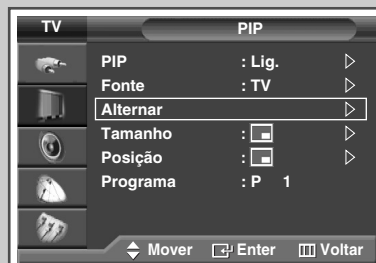 TV PIP
PIP : Lig.
Fonte : TV
Alternar
Tamanho :
Posição :
Programa : P 1
Mover Enter Voltar